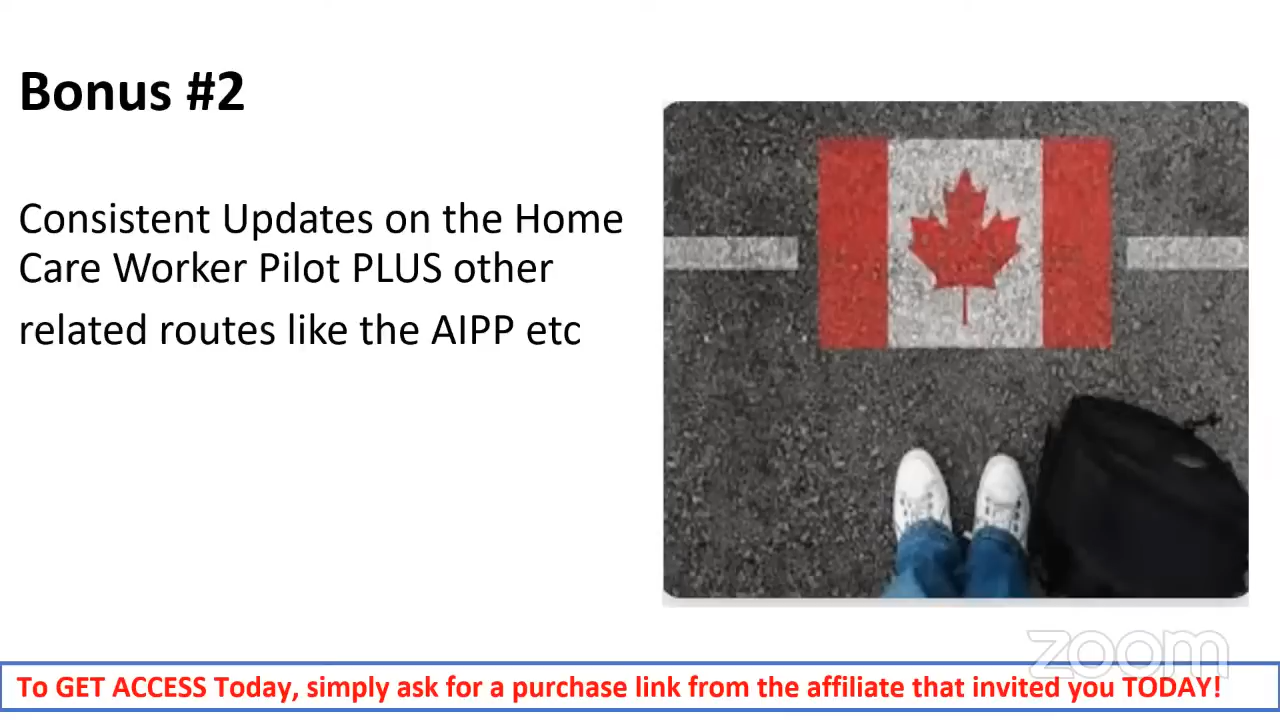 Bonus #2
Consistent Updates on the Home
Care Worker Pilot PLUS other
related routes like the AIPP etc
zoom
To GET ACCESS Today, simply ask for a purchase link from the affiliate that invited you TODAY!